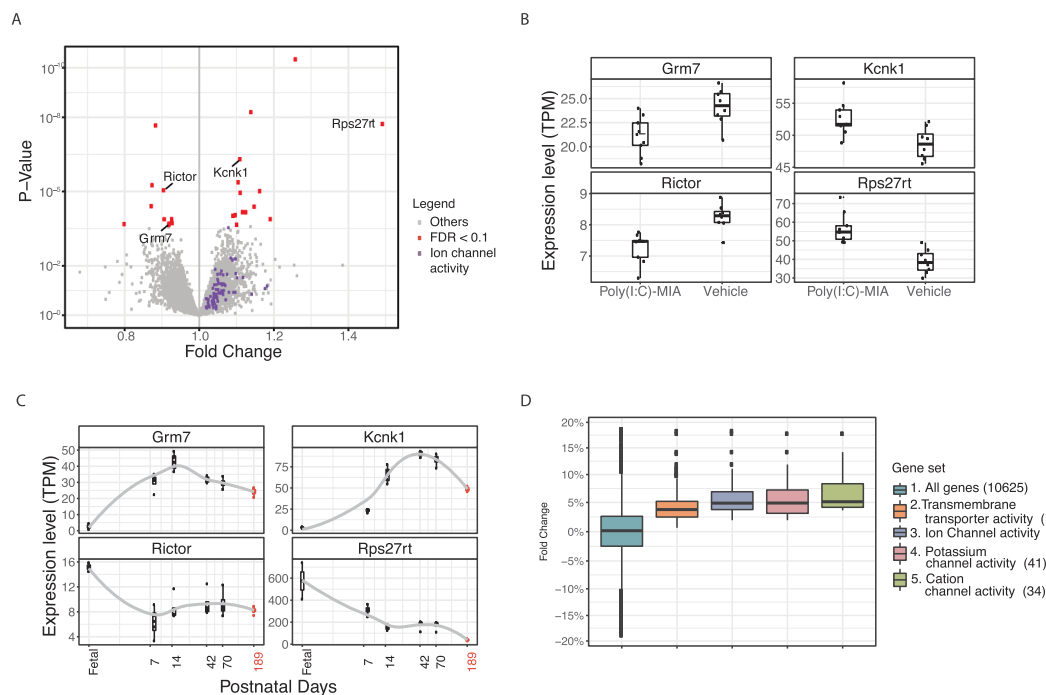 A
P-Value
10⁻¹⁰
10⁻⁸
10⁻⁵
10⁻²
10⁻⁰
Rps27rt
Kcnk1
Rictor
Grm7
0.8
1.0
1.2
1.4
Fold Change
Legend
Others
FDR < 0.1
Ion channel
activity
B
Expression level (TPM)
Grm7
25.0
22.5
20.0
Kcnk1
55
50
45
Rictor
9
8
7
Rps27rt
70
60
50
40
30
Poly(I:C)-MIA
Vehicle
Poly(I:C)-MIA
Vehicle
C
Expression level (TPM)
Grm7
50
40
30
20
10
0
Kcnk1
75
50
25
0
Rictor
16
12
8
4
Rps27rt
600
400
200
0
Fetal
7
14
42
70
189
Fetal
7
14
42
70
189
Postnatal Days
D
Fold Change
20%
15%
10%
5%
0%
−5%
−10%
−15%
−20%
Gene set
1. All genes (10625)
2.Transmembrane
transporter activity (
3. Ion Channel activity
4. Potassium
channel activity (41)
5. Cation
channel activity (34)